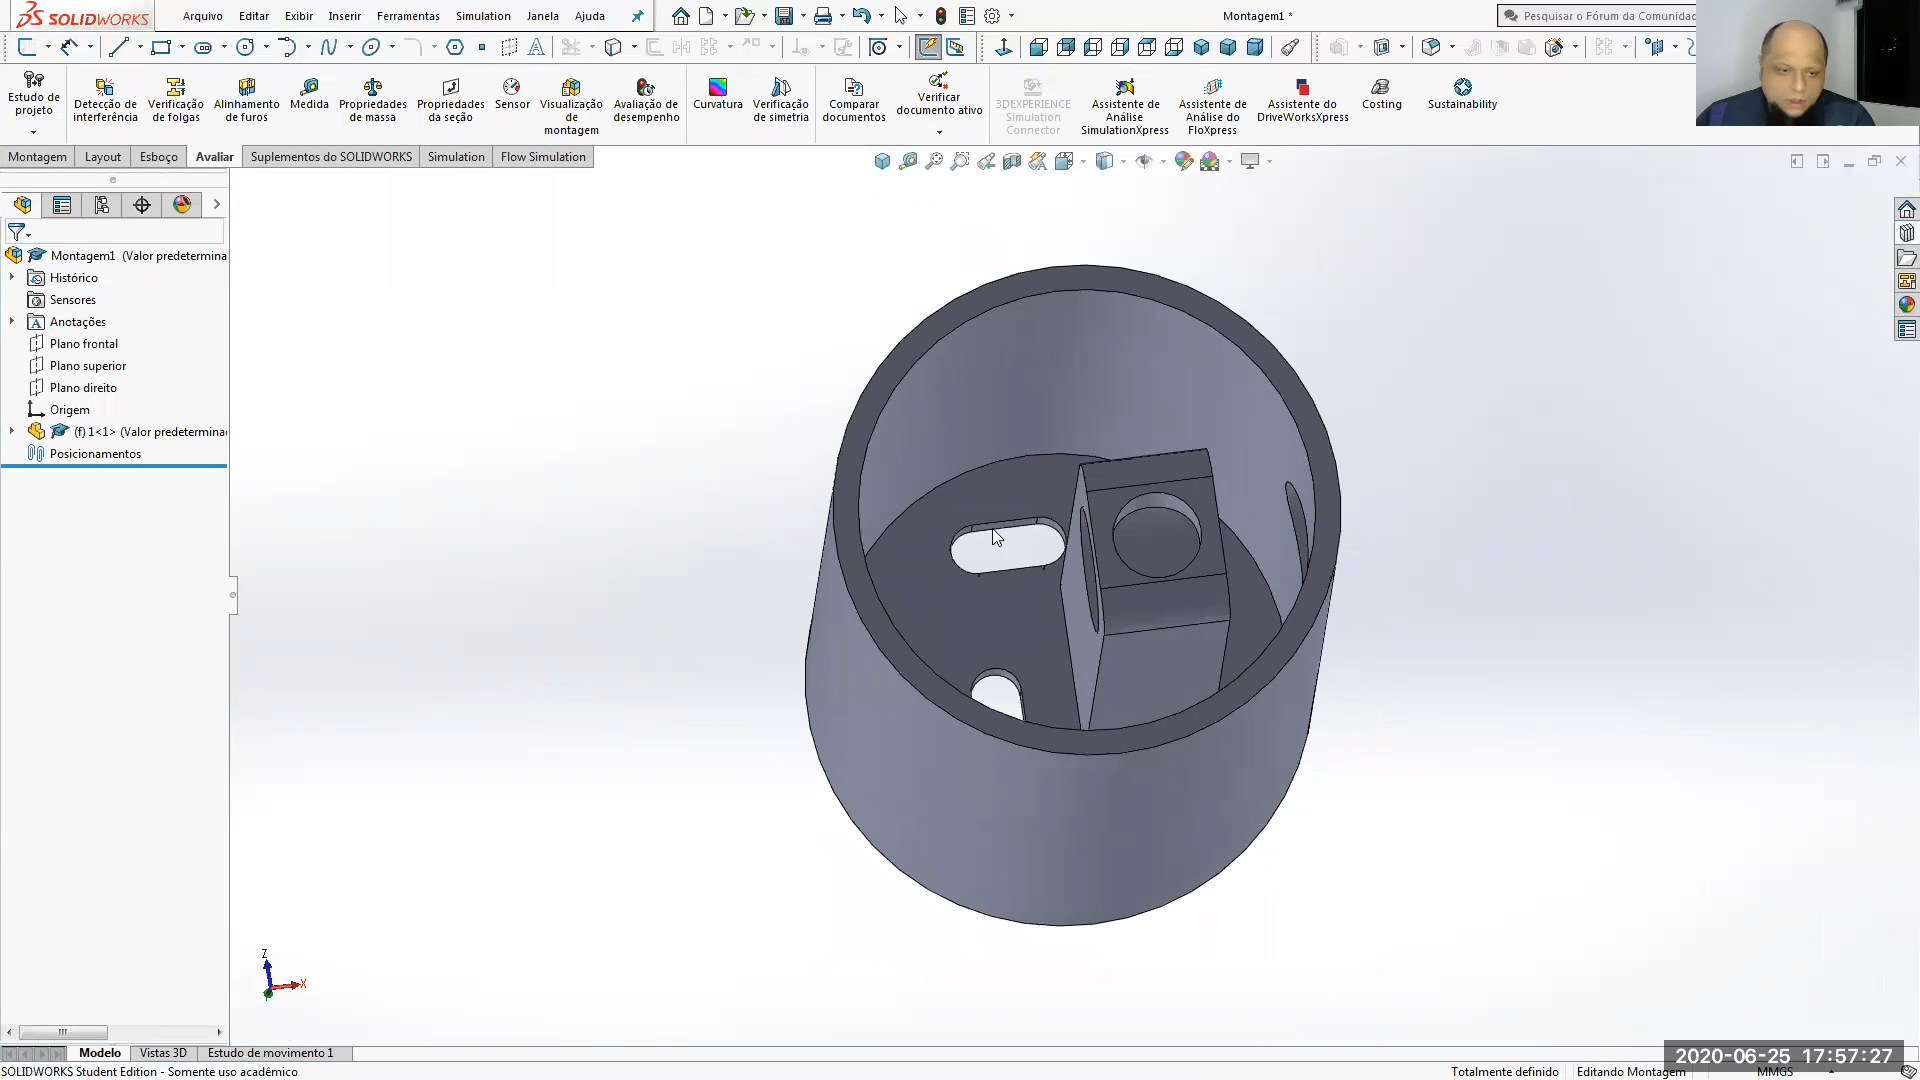 SOLIDWORKS
Arquivo Editar Exibir Inserir Ferramentas Simulation Janela Ajuda
Montagem1 *
Pesquisar o Fórum da Comunidad
Estudo de projeto
Detecção de interferência
Verificação de folgas
Alinhamento de furos
Medida
Propriedades de massa
Propriedades da seção
Sensor
Visualização de montagem
Avaliação de desempenho
Curvatura
Verificação de simetria
Comparar documentos
Verificar documento ativo
3DEXPERIENCE Simulation Connector
Assistente de Análise SimulationXpress
Assistente de Análise do FloXpress
Assistente do DriveWorksXpress
Costing
Sustainability
Montagem Layout Esboço Avaliar Suplementos do SOLIDWORKS Simulation Flow Simulation
Montagem1 (Valor predetermina
Histórico
Sensores
Anotações
Plano frontal
Plano superior
Plano direito
Origem
(f) 1<1> (Valor predetermina
Posicionamentos
Z
X
Modelo Vistas 3D Estudo de movimento 1
2020-06-25 17:57:27
SOLIDWORKS Student Edition - Somente uso acadêmico
Totalmente definido Editando Montagem MMGS